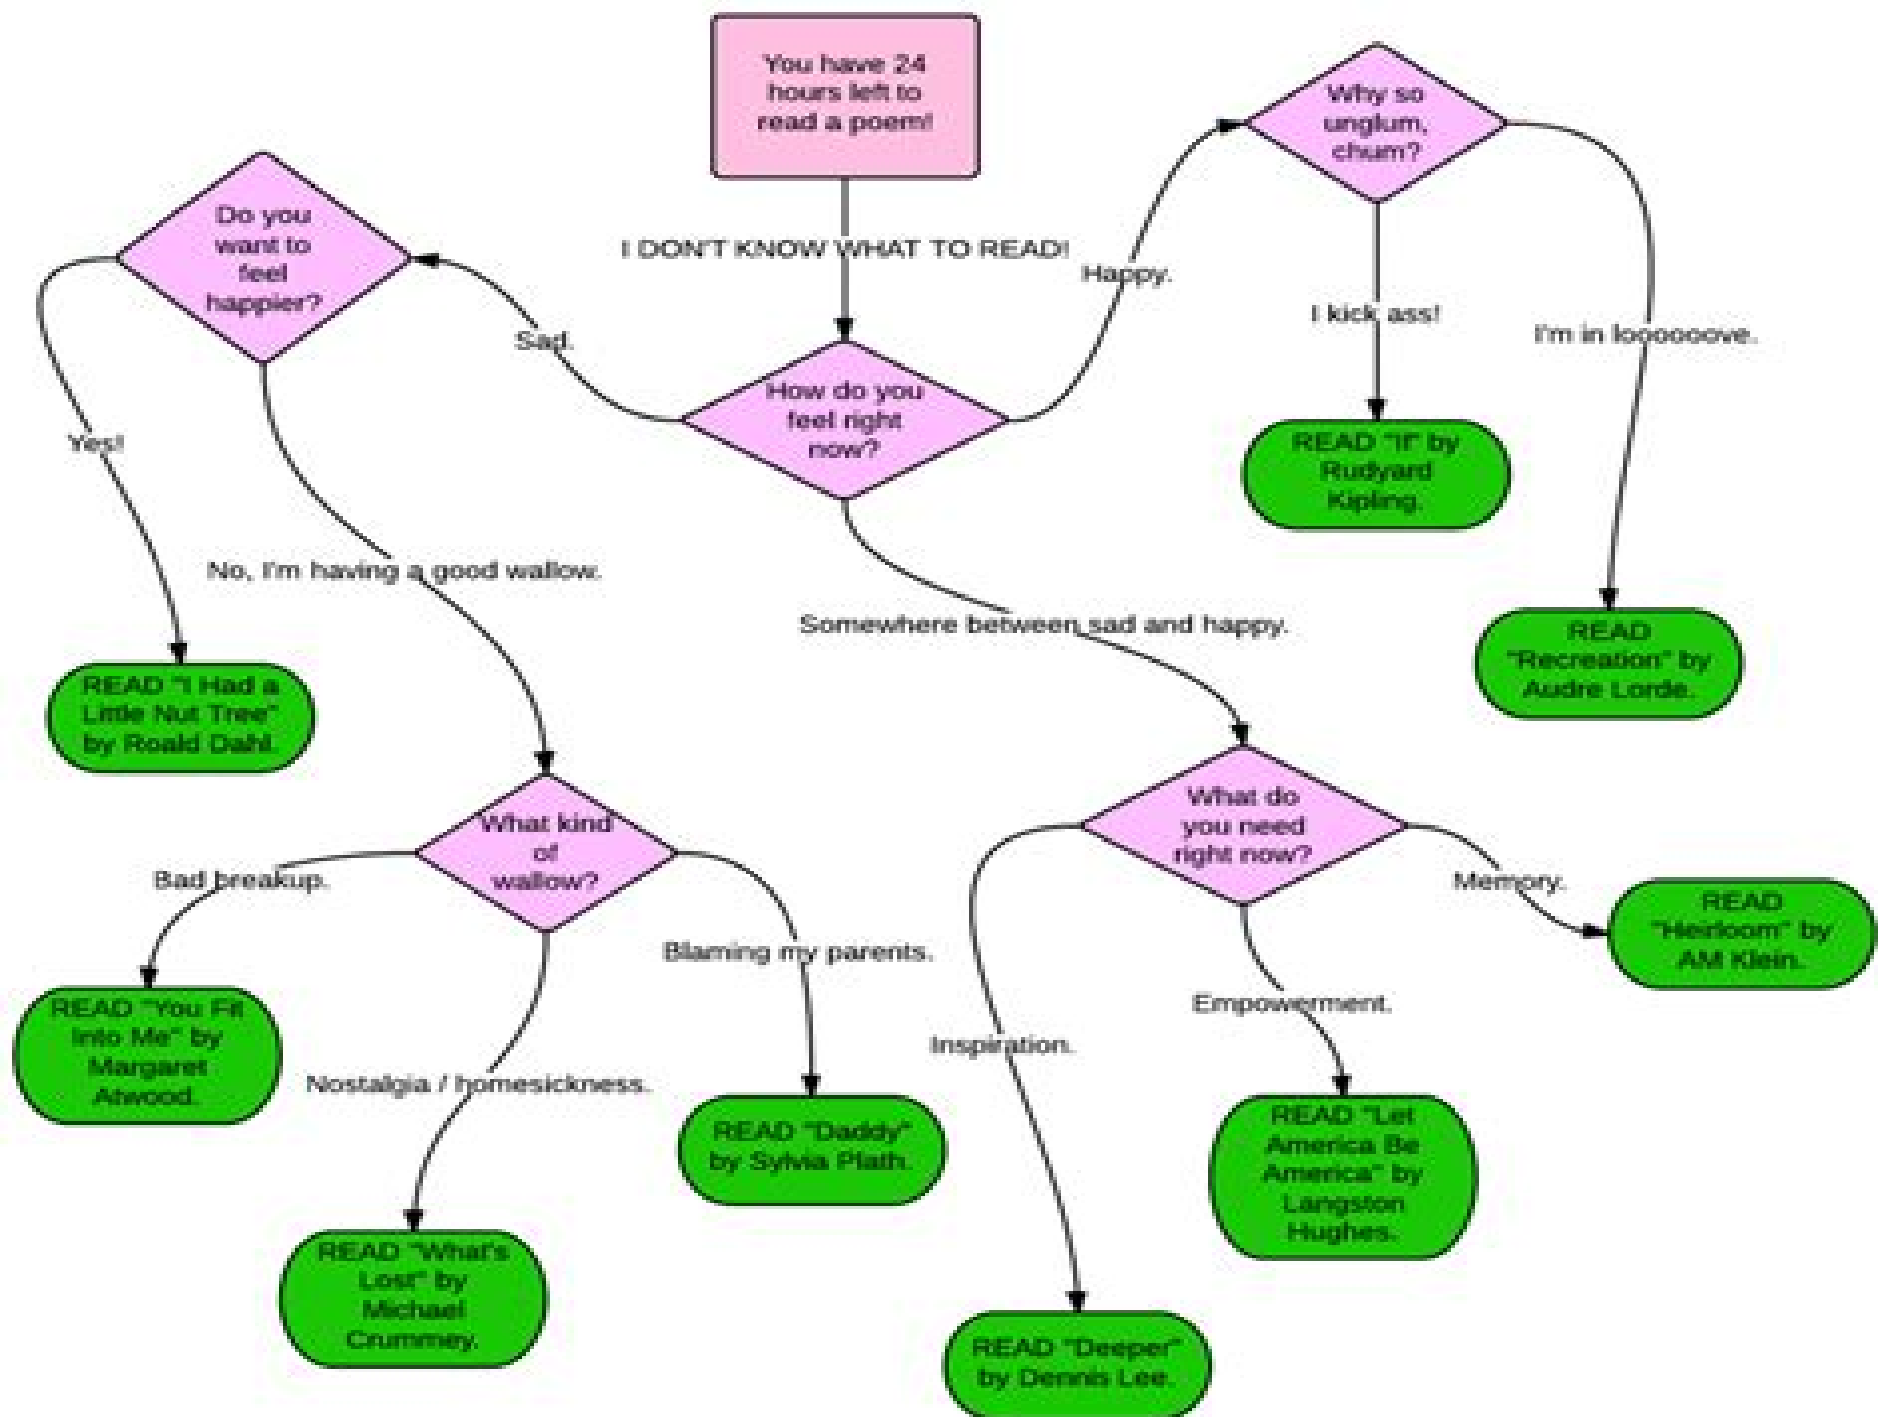 You have 24
hours left to
read a poem!
Why so
unglum,
chum?
Do you
want to
feel
happier?
I DON'T KNOW WHAT TO READ!
Happy.
I kick ass!
I'm in loooooove.
Sad.
How do you
feel right
now?
Yes!
READ "If" by
Rudyard
Kipling.
No, I'm having a good wallow.
Somewhere between sad and happy.
READ
"Recreation" by
Audre Lorde.
READ "I Had a
Little Nut Tree"
by Roald Dahl.
What kind
of
wallow?
What do
you need
right now?
Bad breakup.
Memory.
READ
"Heirloom" by
AM Klein.
Blaming my parents.
Empowerment.
READ "You Fit
Into Me" by
Margaret
Atwood.
Inspiration.
Nostalgia / homesickness.
READ "Daddy"
by Sylvia Plath.
READ "Let
America Be
America" by
Langston
Hughes.
READ "What's
Lost" by
Michael
Crummey.
READ "Deeper"
by Dennis Lee.